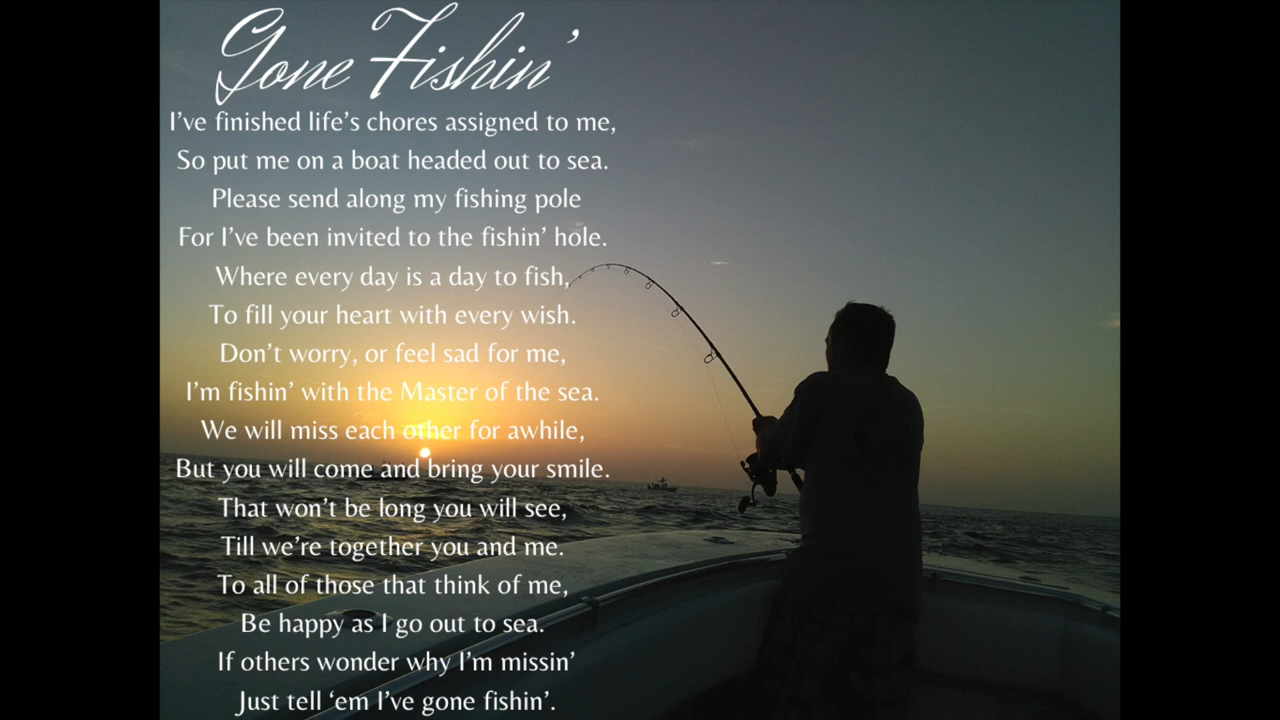 Gone Fishin’
I’ve finished life’s chores assigned to me,
So put me on a boat headed out to sea.
Please send along my fishing pole
For I’ve been invited to the fishin’ hole.
Where every day is a day to fish,
To fill your heart with every wish.
Don’t worry, or feel sad for me,
I’m fishin’ with the Master of the sea.
We will miss each other for awhile,
But you will come and bring your smile.
That won’t be long you will see,
Till we’re together you and me.
To all of those that think of me,
Be happy as I go out to sea.
If others wonder why I’m missin’
Just tell ‘em I’ve gone fishin’.